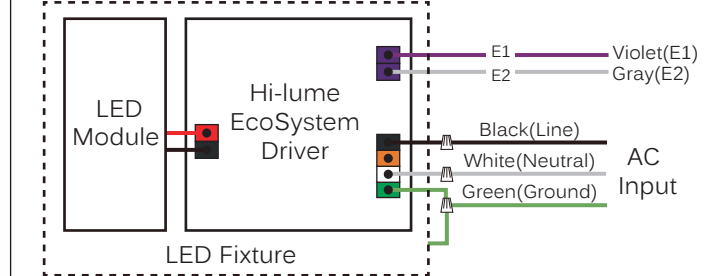 E1
Violet(E1)
E2
Gray(E2)
LED
Module
Hi-lume
EcoSystem
Driver
Black(Line)
White(Neutral)
Green(Ground)
AC
Input
LED Fixture